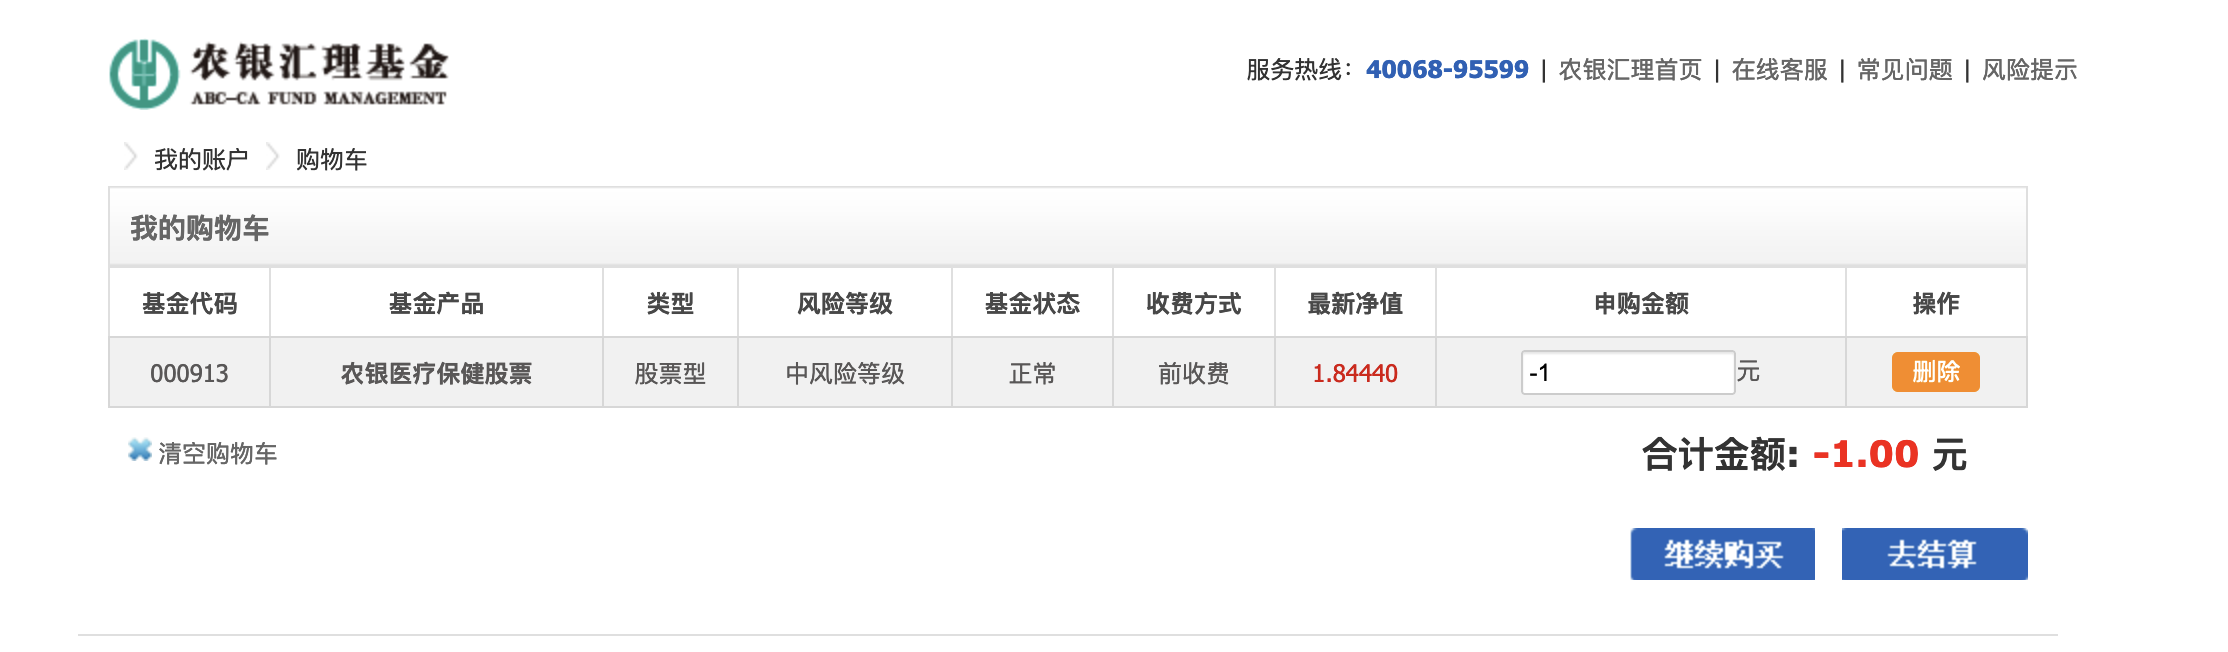 农银汇理基金
ABC-CA FUND MANAGEMENT
服务热线：40068-95599 | 农银汇理首页 | 在线客服 | 常见问题 | 风险提示
我的账户 购物车
我的购物车
基金代码 基金产品 类型 风险等级 基金状态 收费方式 最新净值 申购金额 操作
000913 农银医疗保健股票 股票型 中风险等级 正常 前收费 1.84440 -1 元 删除
清空购物车 合计金额: -1.00 元
继续购买 去结算